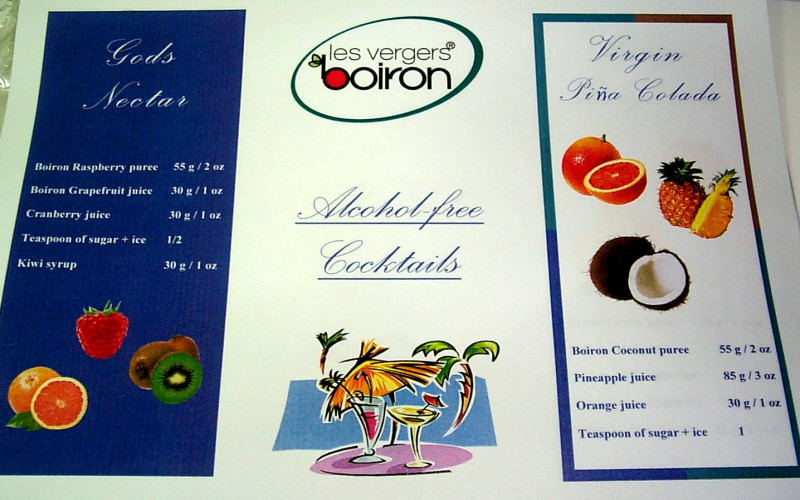 Gods
Nectar
Boiron Raspberry puree 55 g / 2 oz
Boiron Grapefruit juice 30 g / 1 oz
Cranberry juice 30 g / 1 oz
Teaspoon of sugar + ice 1/2
Kiwi syrup 30 g / 1 oz
les vergers®
boiron
Alcohol-free
Cocktails
Virgin
Piña Colada
Boiron Coconut puree 55 g / 2 oz
Pineapple juice 85 g / 3 oz
Orange juice 30 g / 1 oz
Teaspoon of sugar + ice 1